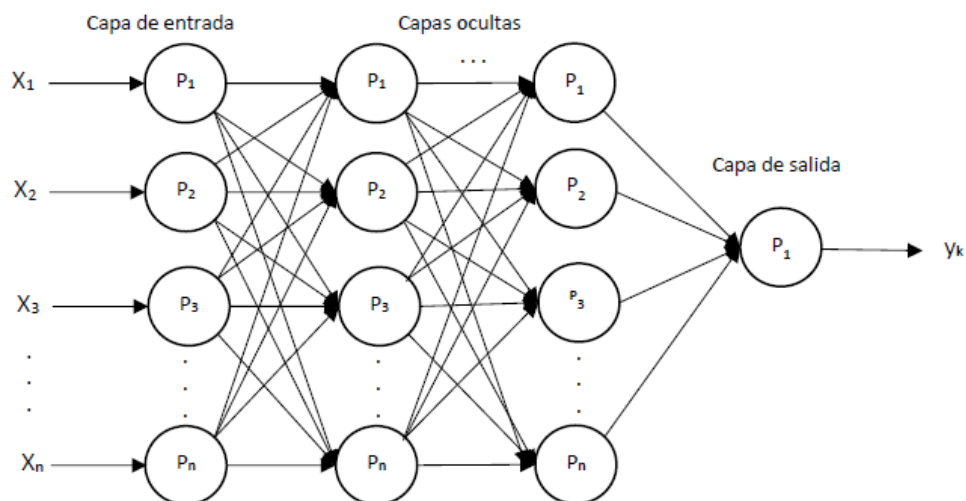 Capa de entrada
Capas ocultas
. . .
X₁
P₁
P₁
P₁
Capa de salida
X₂
P₂
P₂
P₂
P₁
yₖ
X₃
P₃
P₃
P₃
Xₙ
Pₙ
Pₙ
Pₙ